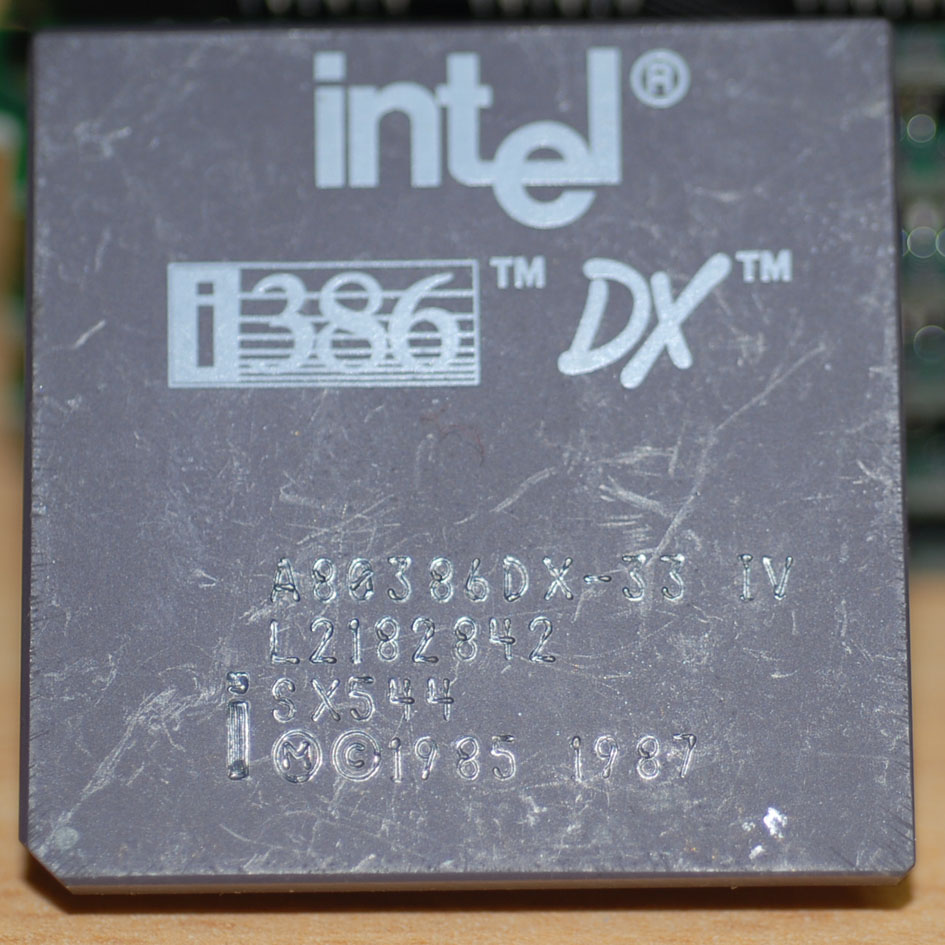 intel®
i386™ DX™
A80386DX-33 IV
L2182842
SX544
Ⓜ©1985 1987